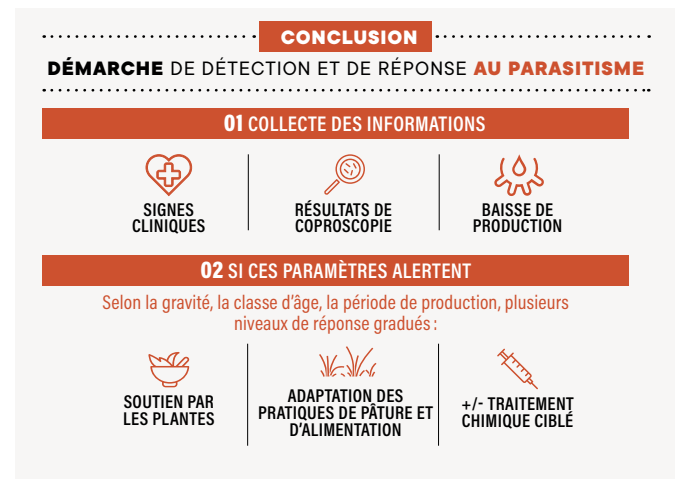 CONCLUSION
DÉMARCHE DE DÉTECTION ET DE RÉPONSE AU PARASITISME
01 COLLECTE DES INFORMATIONS
SIGNES
CLINIQUES
RÉSULTATS DE
COPROSCOPIE
BAISSE DE
PRODUCTION
02 SI CES PARAMÈTRES ALERTENT
Selon la gravité, la classe d'âge, la période de production, plusieurs
niveaux de réponse gradués :
SOUTIEN PAR
LES PLANTES
ADAPTATION DES
PRATIQUES DE PÂTURE ET
D'ALIMENTATION
+/- TRAITEMENT
CHIMIQUE CIBLÉ